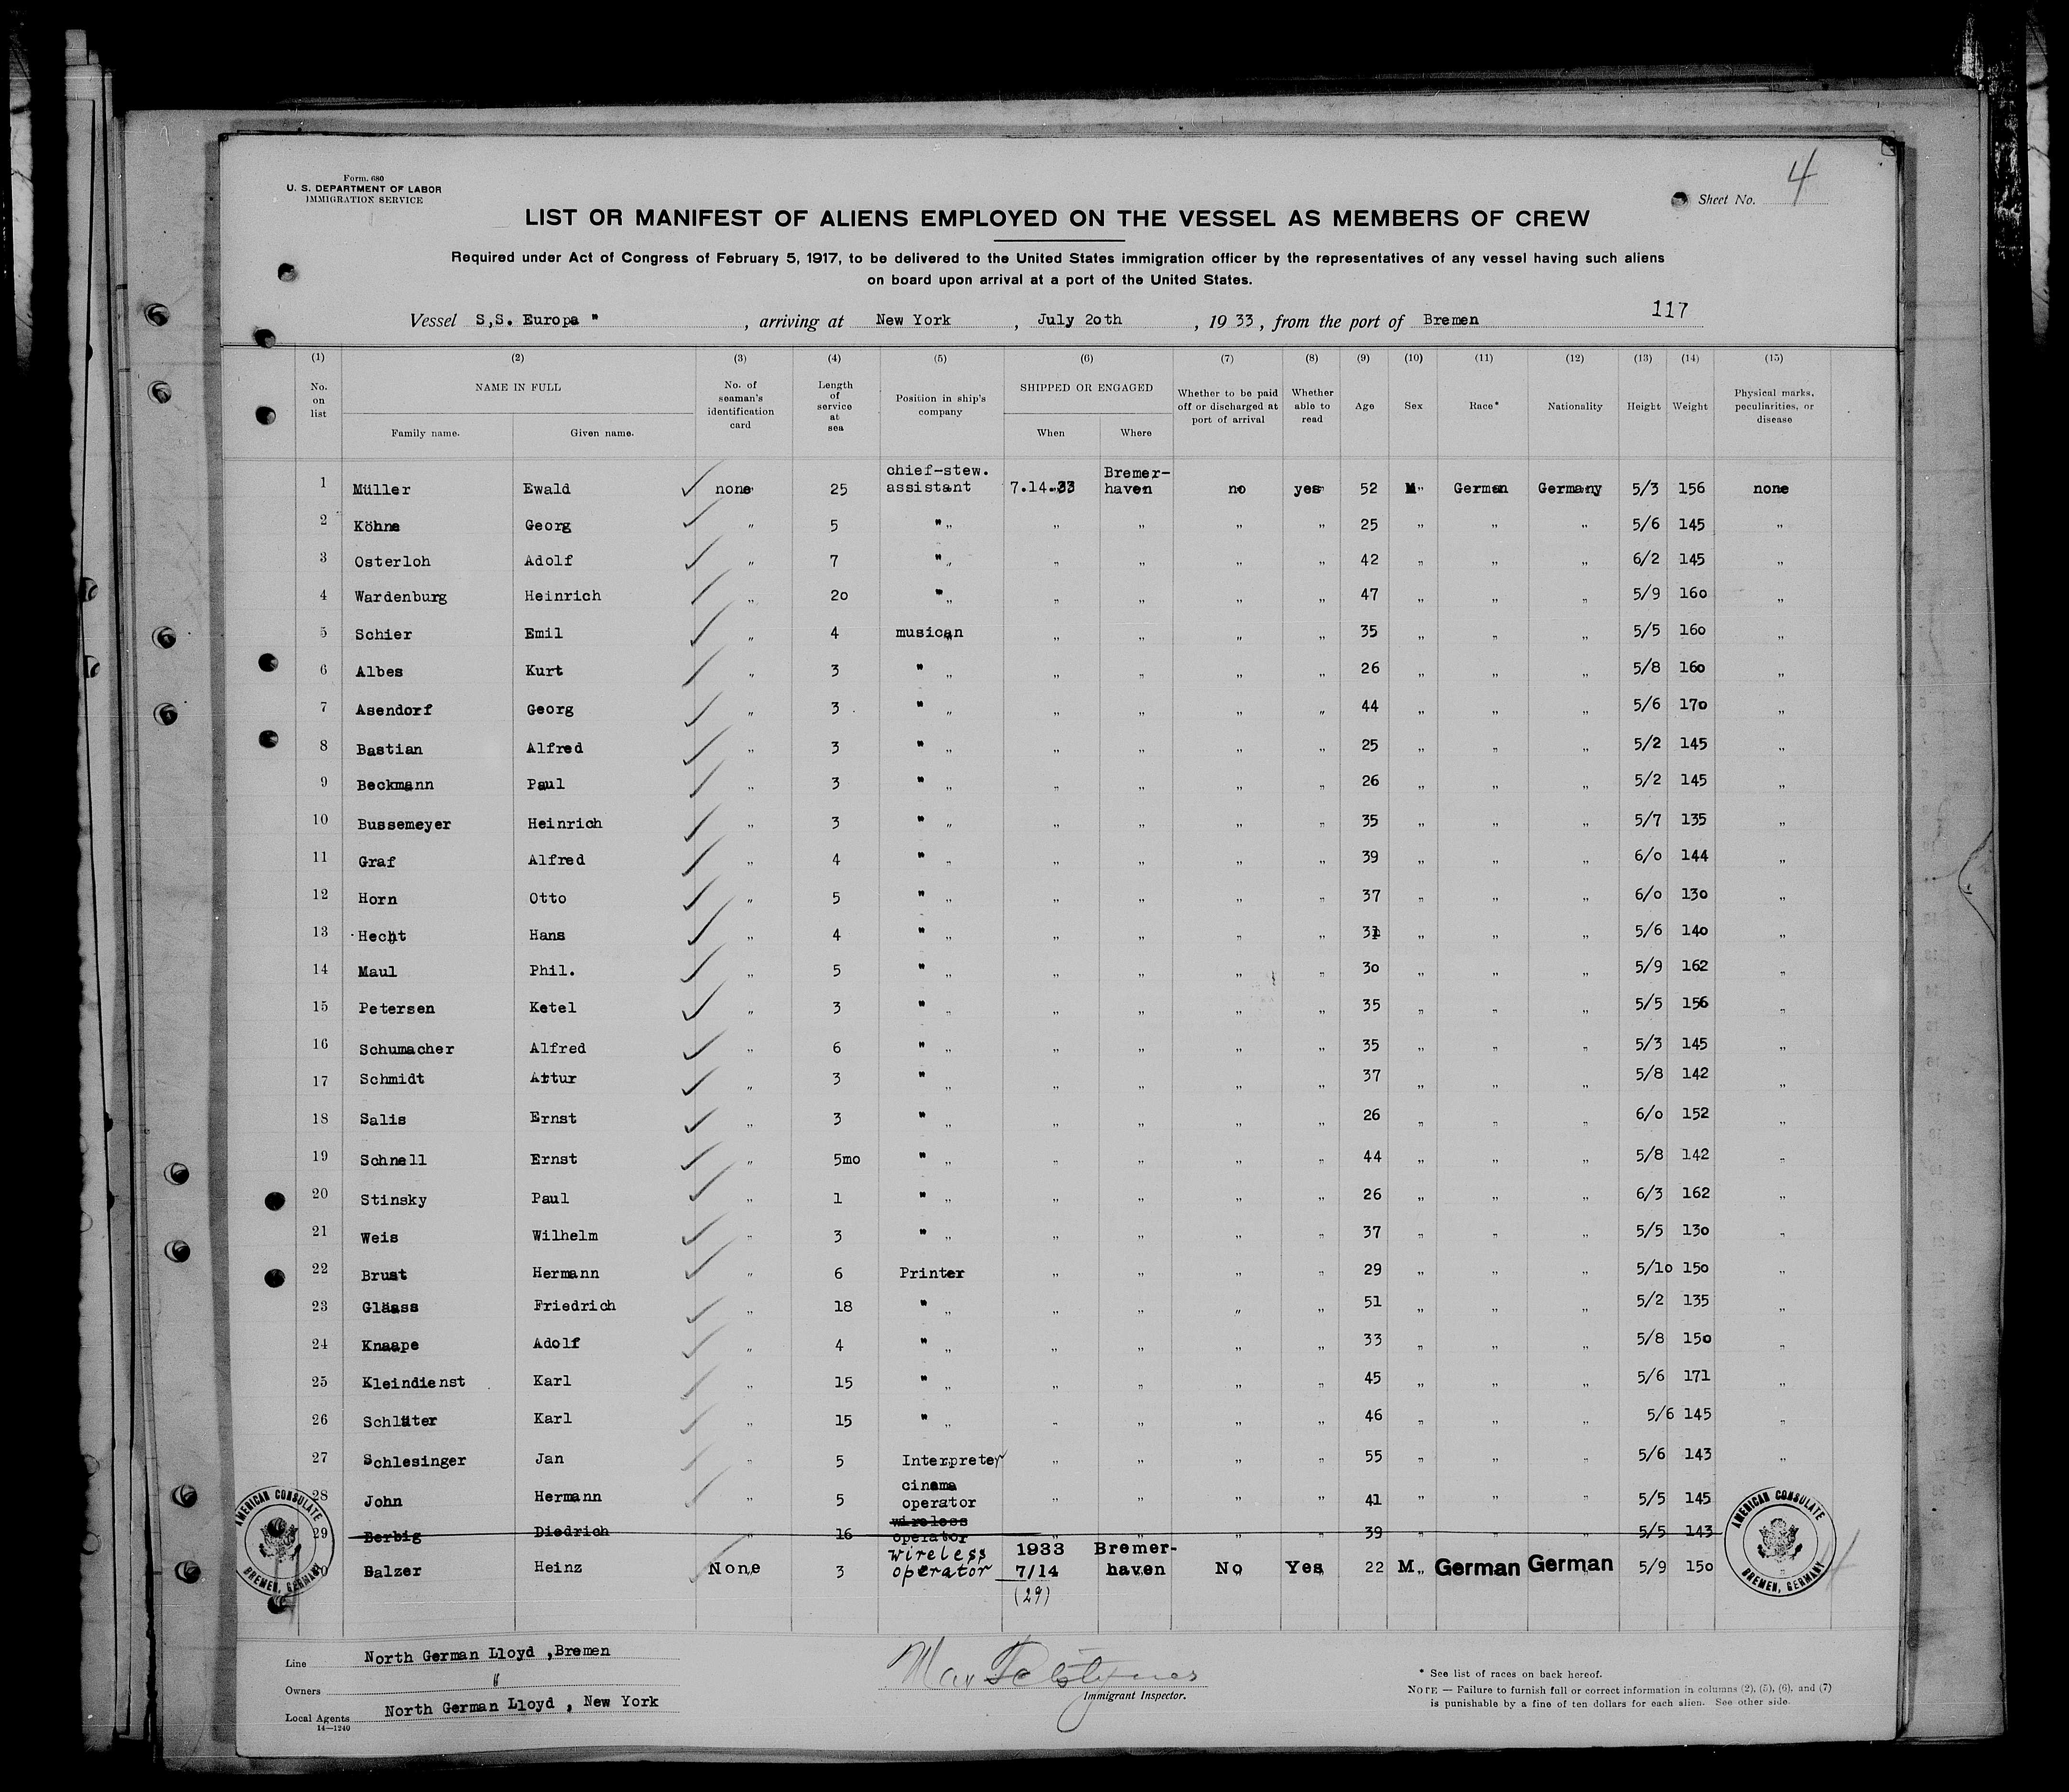 Form. 680
U. S. DEPARTMENT OF LABOR
IMMIGRATION SERVICE
Sheet No. 4
LIST OR MANIFEST OF ALIENS EMPLOYED ON THE VESSEL AS MEMBERS OF CREW
Required under Act of Congress of February 5, 1917, to be delivered to the United States immigration officer by the representatives of any vessel having such aliens
on board upon arrival at a port of the United States.
117
Vessel S,S. Europa " , arriving at New York , July 2oth , 19 33 , from the port of Bremen
(1) (2) (3) (4) (5) (6) (7) (8) (9) (10) (11) (12) (13) (14) (15)
No. on list NAME IN FULL Family name. Given name. No. of seaman's identification card Length of service at sea Position in ship's company SHIPPED OR ENGAGED When Where Whether to be paid off or discharged at port of arrival Whether able to read Age Sex Race* Nationality Height Weight Physical marks, peculiarities, or disease
1 Müller Ewald none 25 chief-stew. assistant 7.14.33 Bremer-haven no yes 52 M German Germany 5/3 156 none
2 Köhne Georg " 5 " " " " " " 25 " " " 5/6 145 "
3 Osterloh Adolf " 7 " " " " " " 42 " " " 6/2 145 "
4 Wardenburg Heinrich " 2o " " " " " " 47 " " " 5/9 16o "
5 Schier Emil " 4 musican " " " " 35 " " " 5/5 16o "
6 Albes Kurt " 3 " " " " " " 26 " " " 5/8 16o "
7 Asendorf Georg " 3 " " " " " " 44 " " " 5/6 17o "
8 Bastian Alfred " 3 " " " " " " 25 " " " 5/2 145 "
9 Beckmann Paul " 3 " " " " " " 26 " " " 5/2 145 "
10 Bussemeyer Heinrich " 3 " " " " " " 35 " " " 5/7 135 "
11 Graf Alfred " 4 " " " " " " 39 " " " 6/o 144 "
12 Horn Otto " 5 " " " " " " 37 " " " 6/o 13o "
13 Hecht Hans " 4 " " " " " " " " " 5/6 14o "
14 Maul Phil. " 5 " " " " " " 3o " " " 5/9 162 "
15 Petersen Ketel " 3 " " " " " " 35 " " " 5/5 156 "
16 Schumacher Alfred " 6 " " " " " " 35 " " " 5/3 145 "
17 Schmidt Artur " 3 " " " " " " 37 " " " 5/8 142 "
18 Salis Ernst " 3 " " " " " " 26 " " " 6/o 152 "
19 Schnell Ernst " 5mo " " " " " " 44 " " " 5/8 142 "
20 Stinsky Paul " 1 " " " " " " 26 " " " 6/3 162 "
21 Weis Wilhelm " 3 " " " " " " 37 " " " 5/5 13o "
22 Brust Hermann " 6 Printer " " " " 29 " " " 5/1o 15o "
23 Gläass Friedrich " 18 " " " " " " 51 " " " 5/2 135 "
24 Knaape Adolf " 4 " " " " " " 33 " " " 5/8 15o "
25 Kleindienst Karl " 15 " " " " " " 45 " " " 5/6 171 "
26 Schlüter Karl " 15 " " " " " " 46 " " " 5/6 145 "
27 Schlesinger Jan " 5 Interpreter " " " " 55 " " " 5/6 143 "
28 John Hermann " 5 cinema operator " " " " 41 " " " 5/5 145
29 Berbig Diedrich " 16 wireless operator " " " " 39 " " " 5/5 143
Balzer Heinz None 3 wireless operator 1933 7/14 Bremer-haven No Yes 22 M German German 5/9 15o
(29)
AMERICAN CONSULATE
BREMEN, GERMANY
AMERICAN CONSULATE
BREMEN, GERMANY
Line North German Lloyd ,Bremen
Owners "
Local Agents North German Lloyd , New York
14—1240
Immigrant Inspector.
* See list of races on back hereof.
NOTE — Failure to furnish full or correct information in columns (2), (5), (6), and (7)
is punishable by a fine of ten dollars for each alien. See other side.